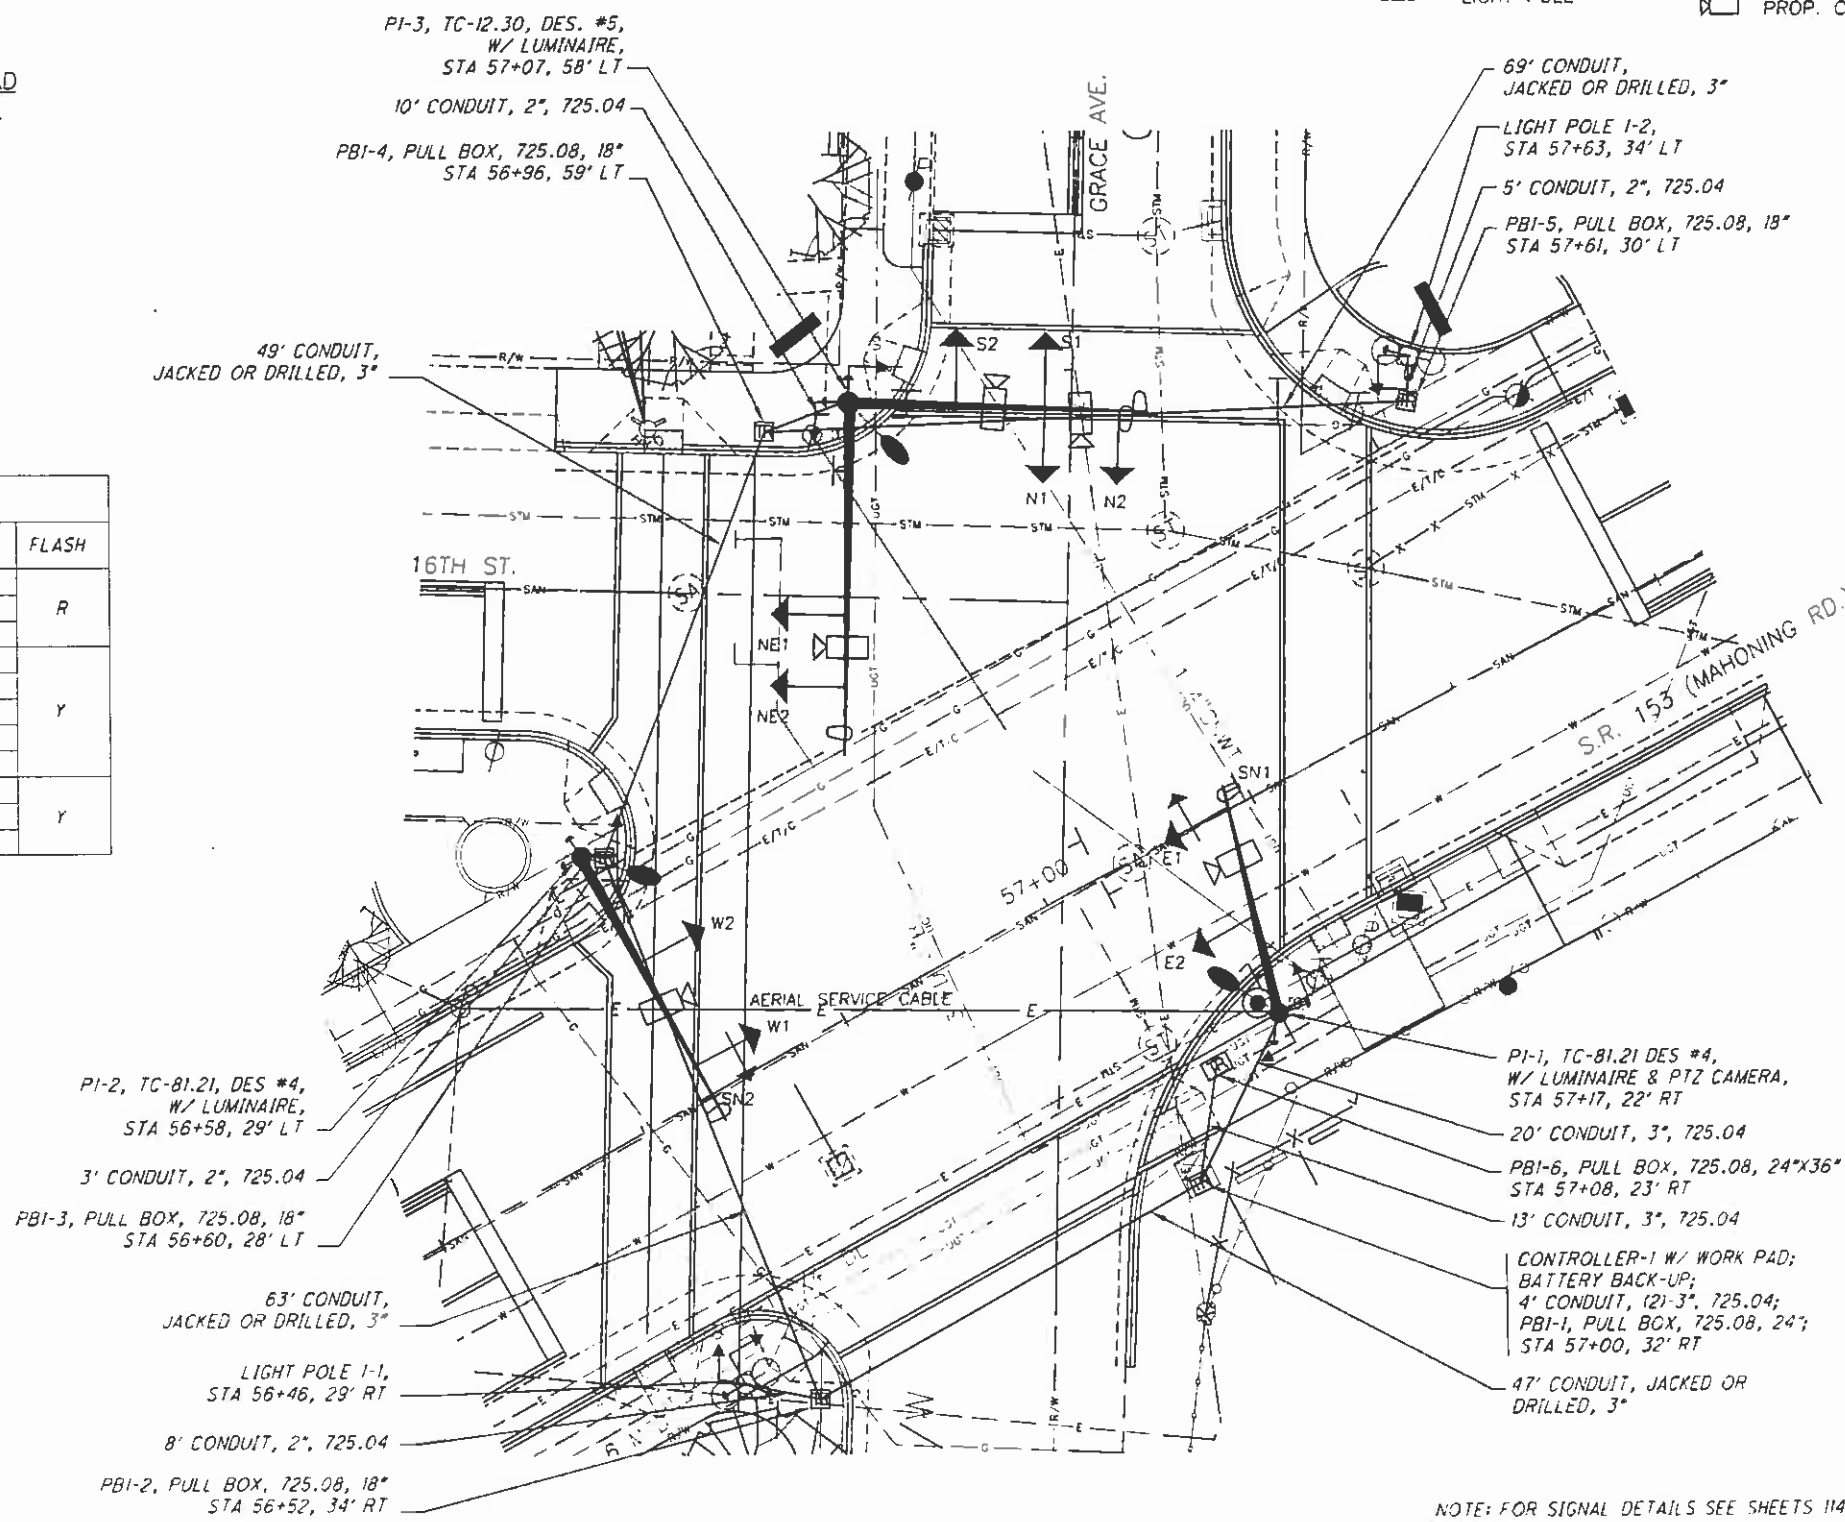 PI-3, TC-12.30, DES. #5,
W/ LUMINAIRE,
STA 57+07, 58' LT
10' CONDUIT, 2", 725.04
PBI-4, PULL BOX, 725.08, 18"
STA 56+96, 59' LT
49' CONDUIT,
JACKED OR DRILLED, 3"
PROP.
GRACE AVE.
69' CONDUIT,
JACKED OR DRILLED, 3"
LIGHT POLE 1-2,
STA 57+63, 34' LT
5' CONDUIT, 2", 725.04
PBI-5, PULL BOX, 725.08, 18"
STA 57+61, 30' LT
FLASH
R
Y
Y
16TH ST.
S2
S1
N1
N2
NE1
NE2
SN1
E1
E2
W2
W1
SN2
57+00
AERIAL SERVICE CABLE
S.R. 153 (MAHONING RD.)
PI-2, TC-81.21, DES #4,
W/ LUMINAIRE,
STA 56+58, 29' LT
3' CONDUIT, 2", 725.04
PBI-3, PULL BOX, 725.08, 18"
STA 56+60, 28' LT
63' CONDUIT,
JACKED OR DRILLED, 3"
LIGHT POLE 1-1,
STA 56+46, 29' RT
8' CONDUIT, 2", 725.04
PBI-2, PULL BOX, 725.08, 18"
STA 56+52, 34' RT
PI-1, TC-81.21 DES #4,
W/ LUMINAIRE & PTZ CAMERA,
STA 57+17, 22' RT
20' CONDUIT, 3", 725.04
PBI-6, PULL BOX, 725.08, 24"X36"
STA 57+08, 23' RT
13' CONDUIT, 3", 725.04
CONTROLLER-1 W/ WORK PAD;
BATTERY BACK-UP;
4' CONDUIT, (2)-3", 725.04;
PBI-1, PULL BOX, 725.08, 24";
STA 57+00, 32' RT
47' CONDUIT, JACKED OR
DRILLED, 3"
NOTE: FOR SIGNAL DETAILS SEE SHEETS 114